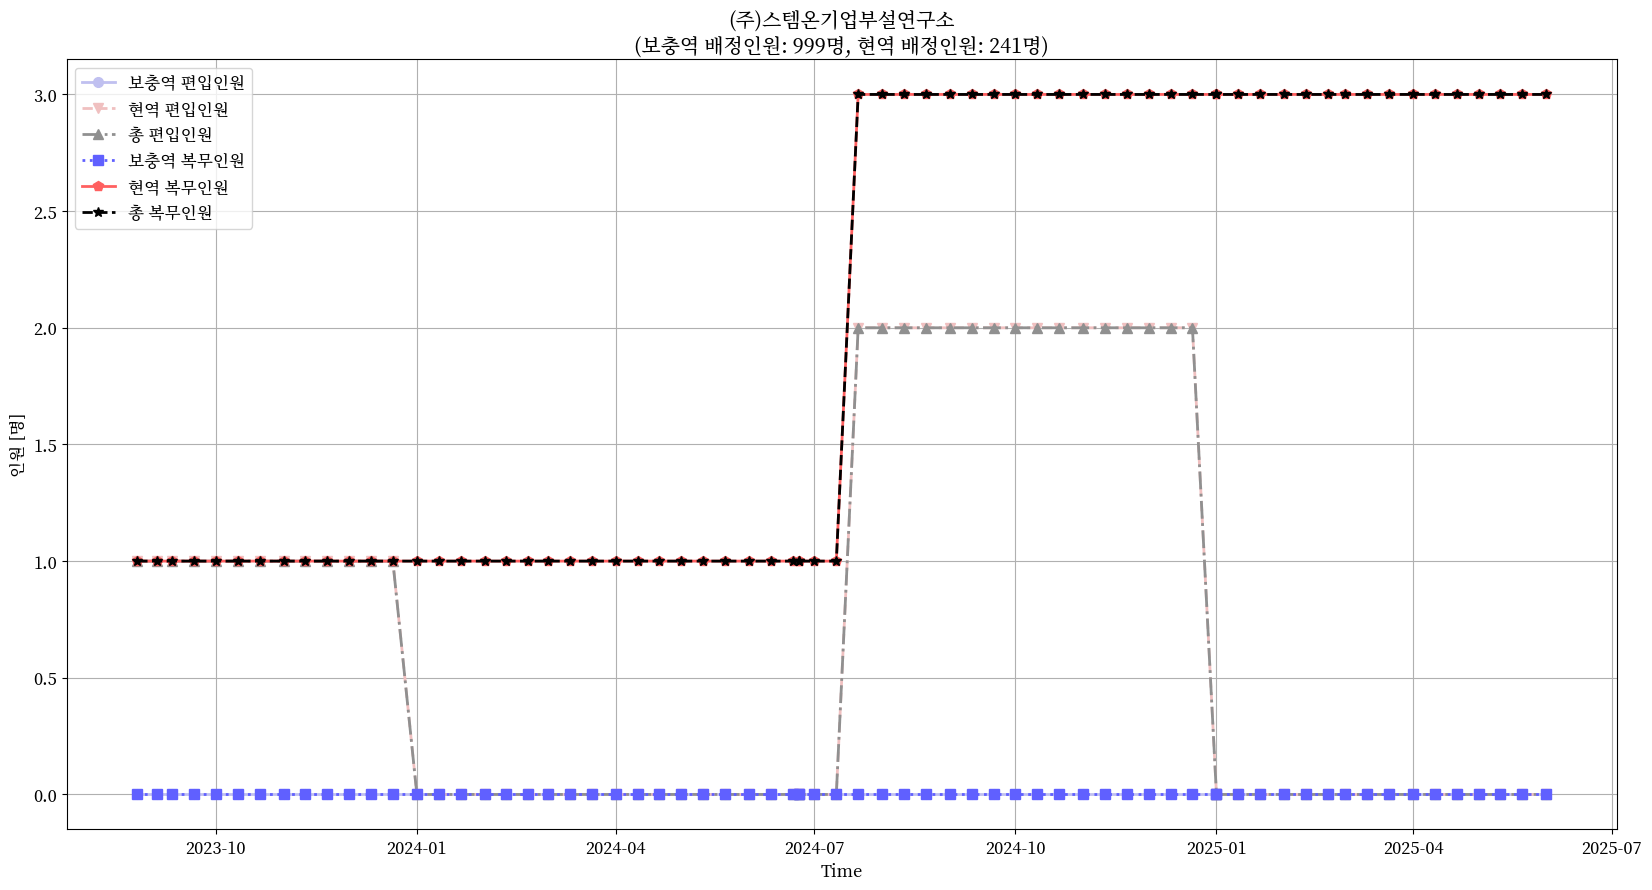 (주)스템온기업부설연구소
(보충역 배정인원: 999명, 현역 배정인원: 241명)
보충역 편입인원
현역 편입인원
총 편입인원
보충역 복무인원
현역 복무인원
총 복무인원
3.0
2.5
2.0
1.5
1.0
0.5
0.0
인원 [명]
2023-10 2024-01 2024-04 2024-07 2024-10 2025-01 2025-04 2025-07
Time